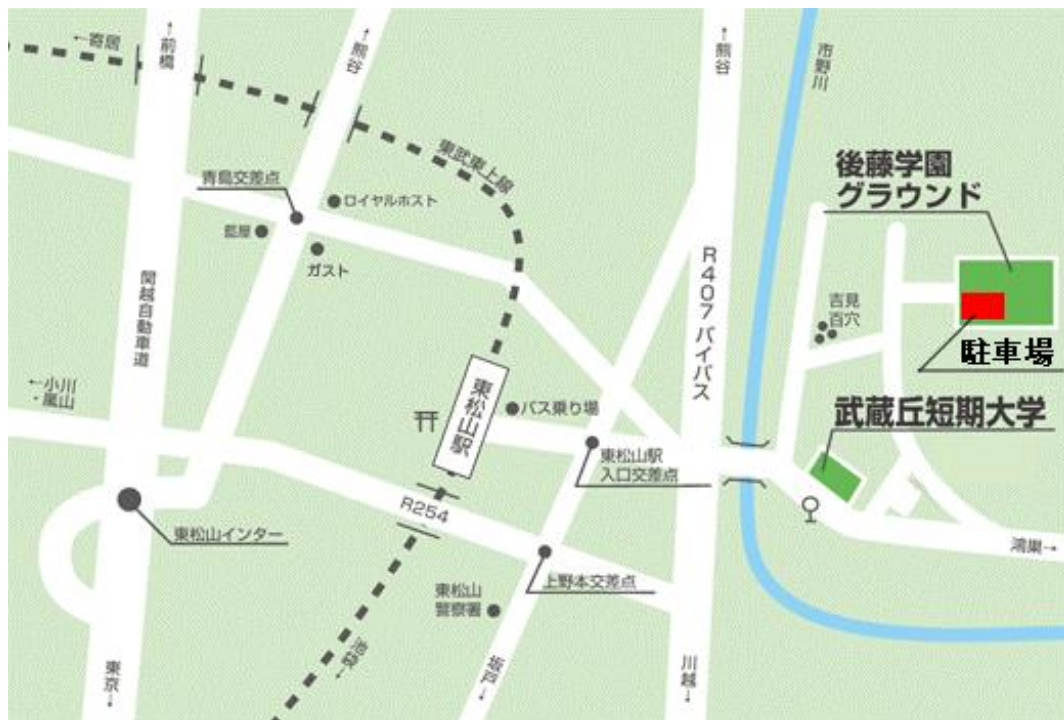 ←寄居
↑前橋
↑熊谷
↑熊谷
市野川
東武東上線
後藤学園
グラウンド
青鳥交差点
ロイヤルホスト
藍屋
ガスト
関越自動車道
R407 バイパス
吉見
百穴
駐車場
←小川
・嵐山
東松山駅
バス乗り場
武蔵丘短期大学
東松山駅
入口交差点
R254
東松山インター
鴻巣→
上野本交差点
東松山
警察署
池袋→
東京→
坂戸→
川越→